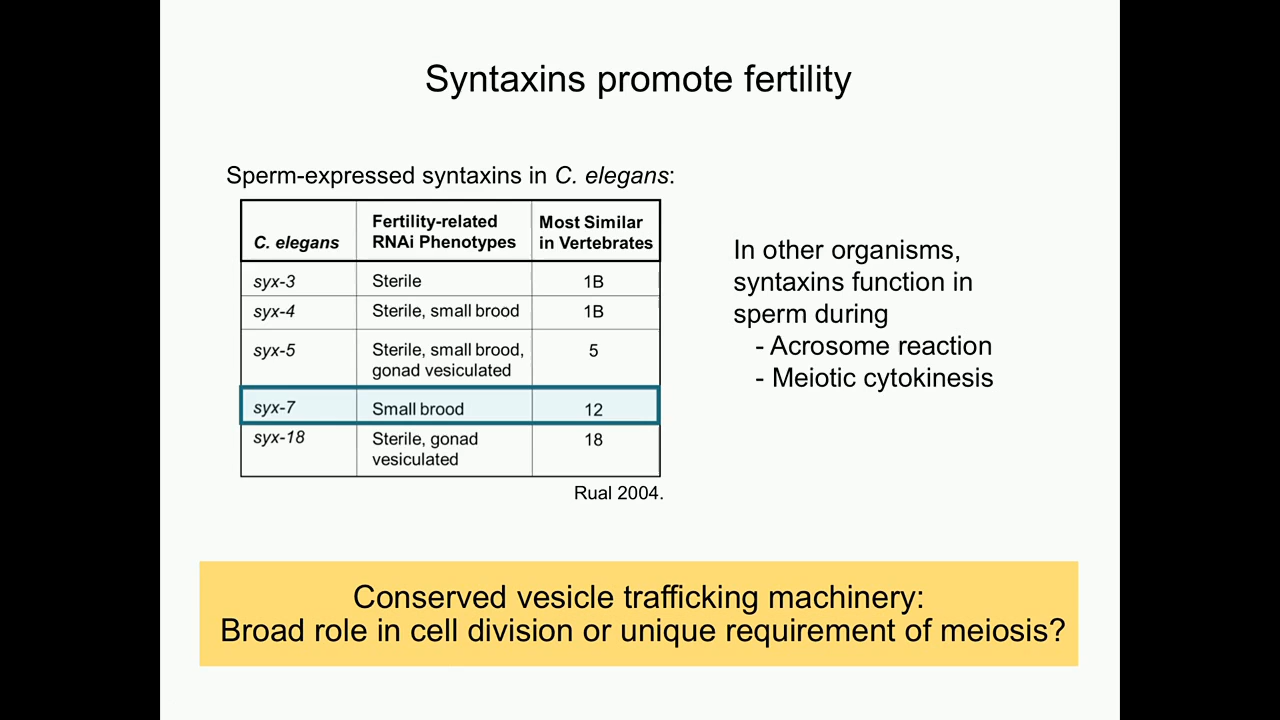 Syntaxins promote fertility
Sperm-expressed syntaxins in C. elegans:
C. elegans
Fertility-related
RNAi Phenotypes
Most Similar
in Vertebrates
syx-3
Sterile
1B
syx-4
Sterile, small brood
1B
syx-5
Sterile, small brood,
gonad vesiculated
5
syx-7
Small brood
12
syx-18
Sterile, gonad
vesiculated
18
Rual 2004.
In other organisms,
syntaxins function in
sperm during
- Acrosome reaction
- Meiotic cytokinesis
Conserved vesicle trafficking machinery:
Broad role in cell division or unique requirement of meiosis?